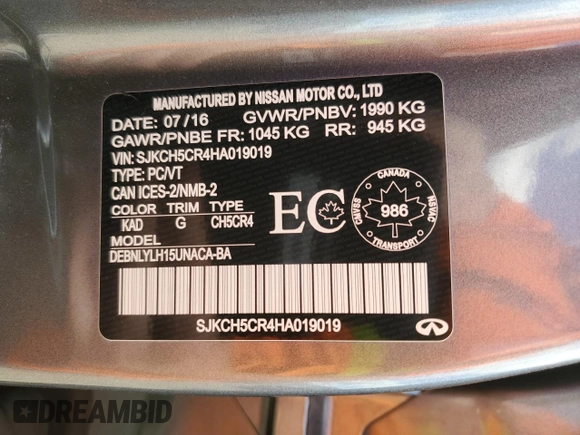 MANUFACTURED BY NISSAN MOTOR CO., LTD
DATE: 07/16 GVWR/PNBV: 1990 KG
GAWR/PNBE FR: 1045 KG RR: 945 KG
VIN: SJKCH5CR4HA019019
TYPE: PC/VT
CAN ICES-2/NMB-2
COLOR TRIM TYPE
KAD G CH5CR4
MODEL
DEBNLYLH15UNACA-BA
EC
CANADA
CMVSS
986
NSVAC
TRANSPORT
SJKCH5CR4HA019019
DREAMBID